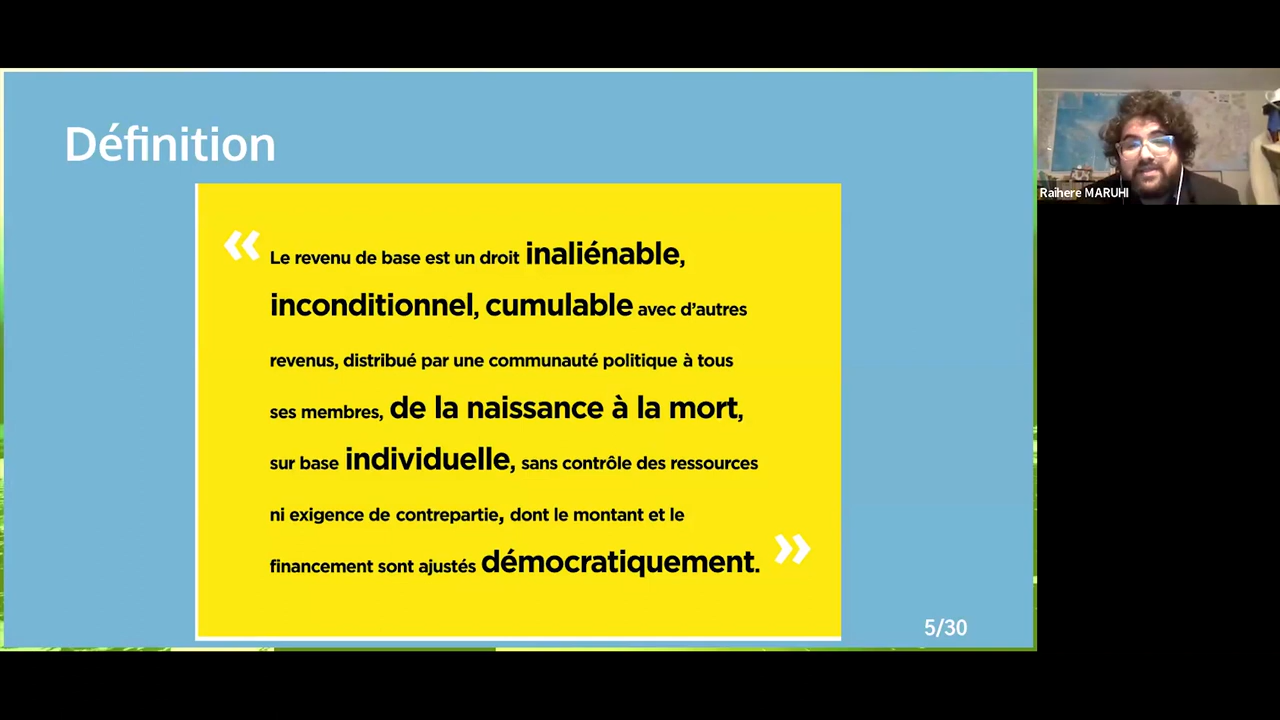 Définition
« Le revenu de base est un droit inaliénable,
inconditionnel, cumulable avec d’autres
revenus, distribué par une communauté politique à tous
ses membres, de la naissance à la mort,
sur base individuelle, sans contrôle des ressources
ni exigence de contrepartie, dont le montant et le
financement sont ajustés démocratiquement. »
5/30
Raihere MARUHI